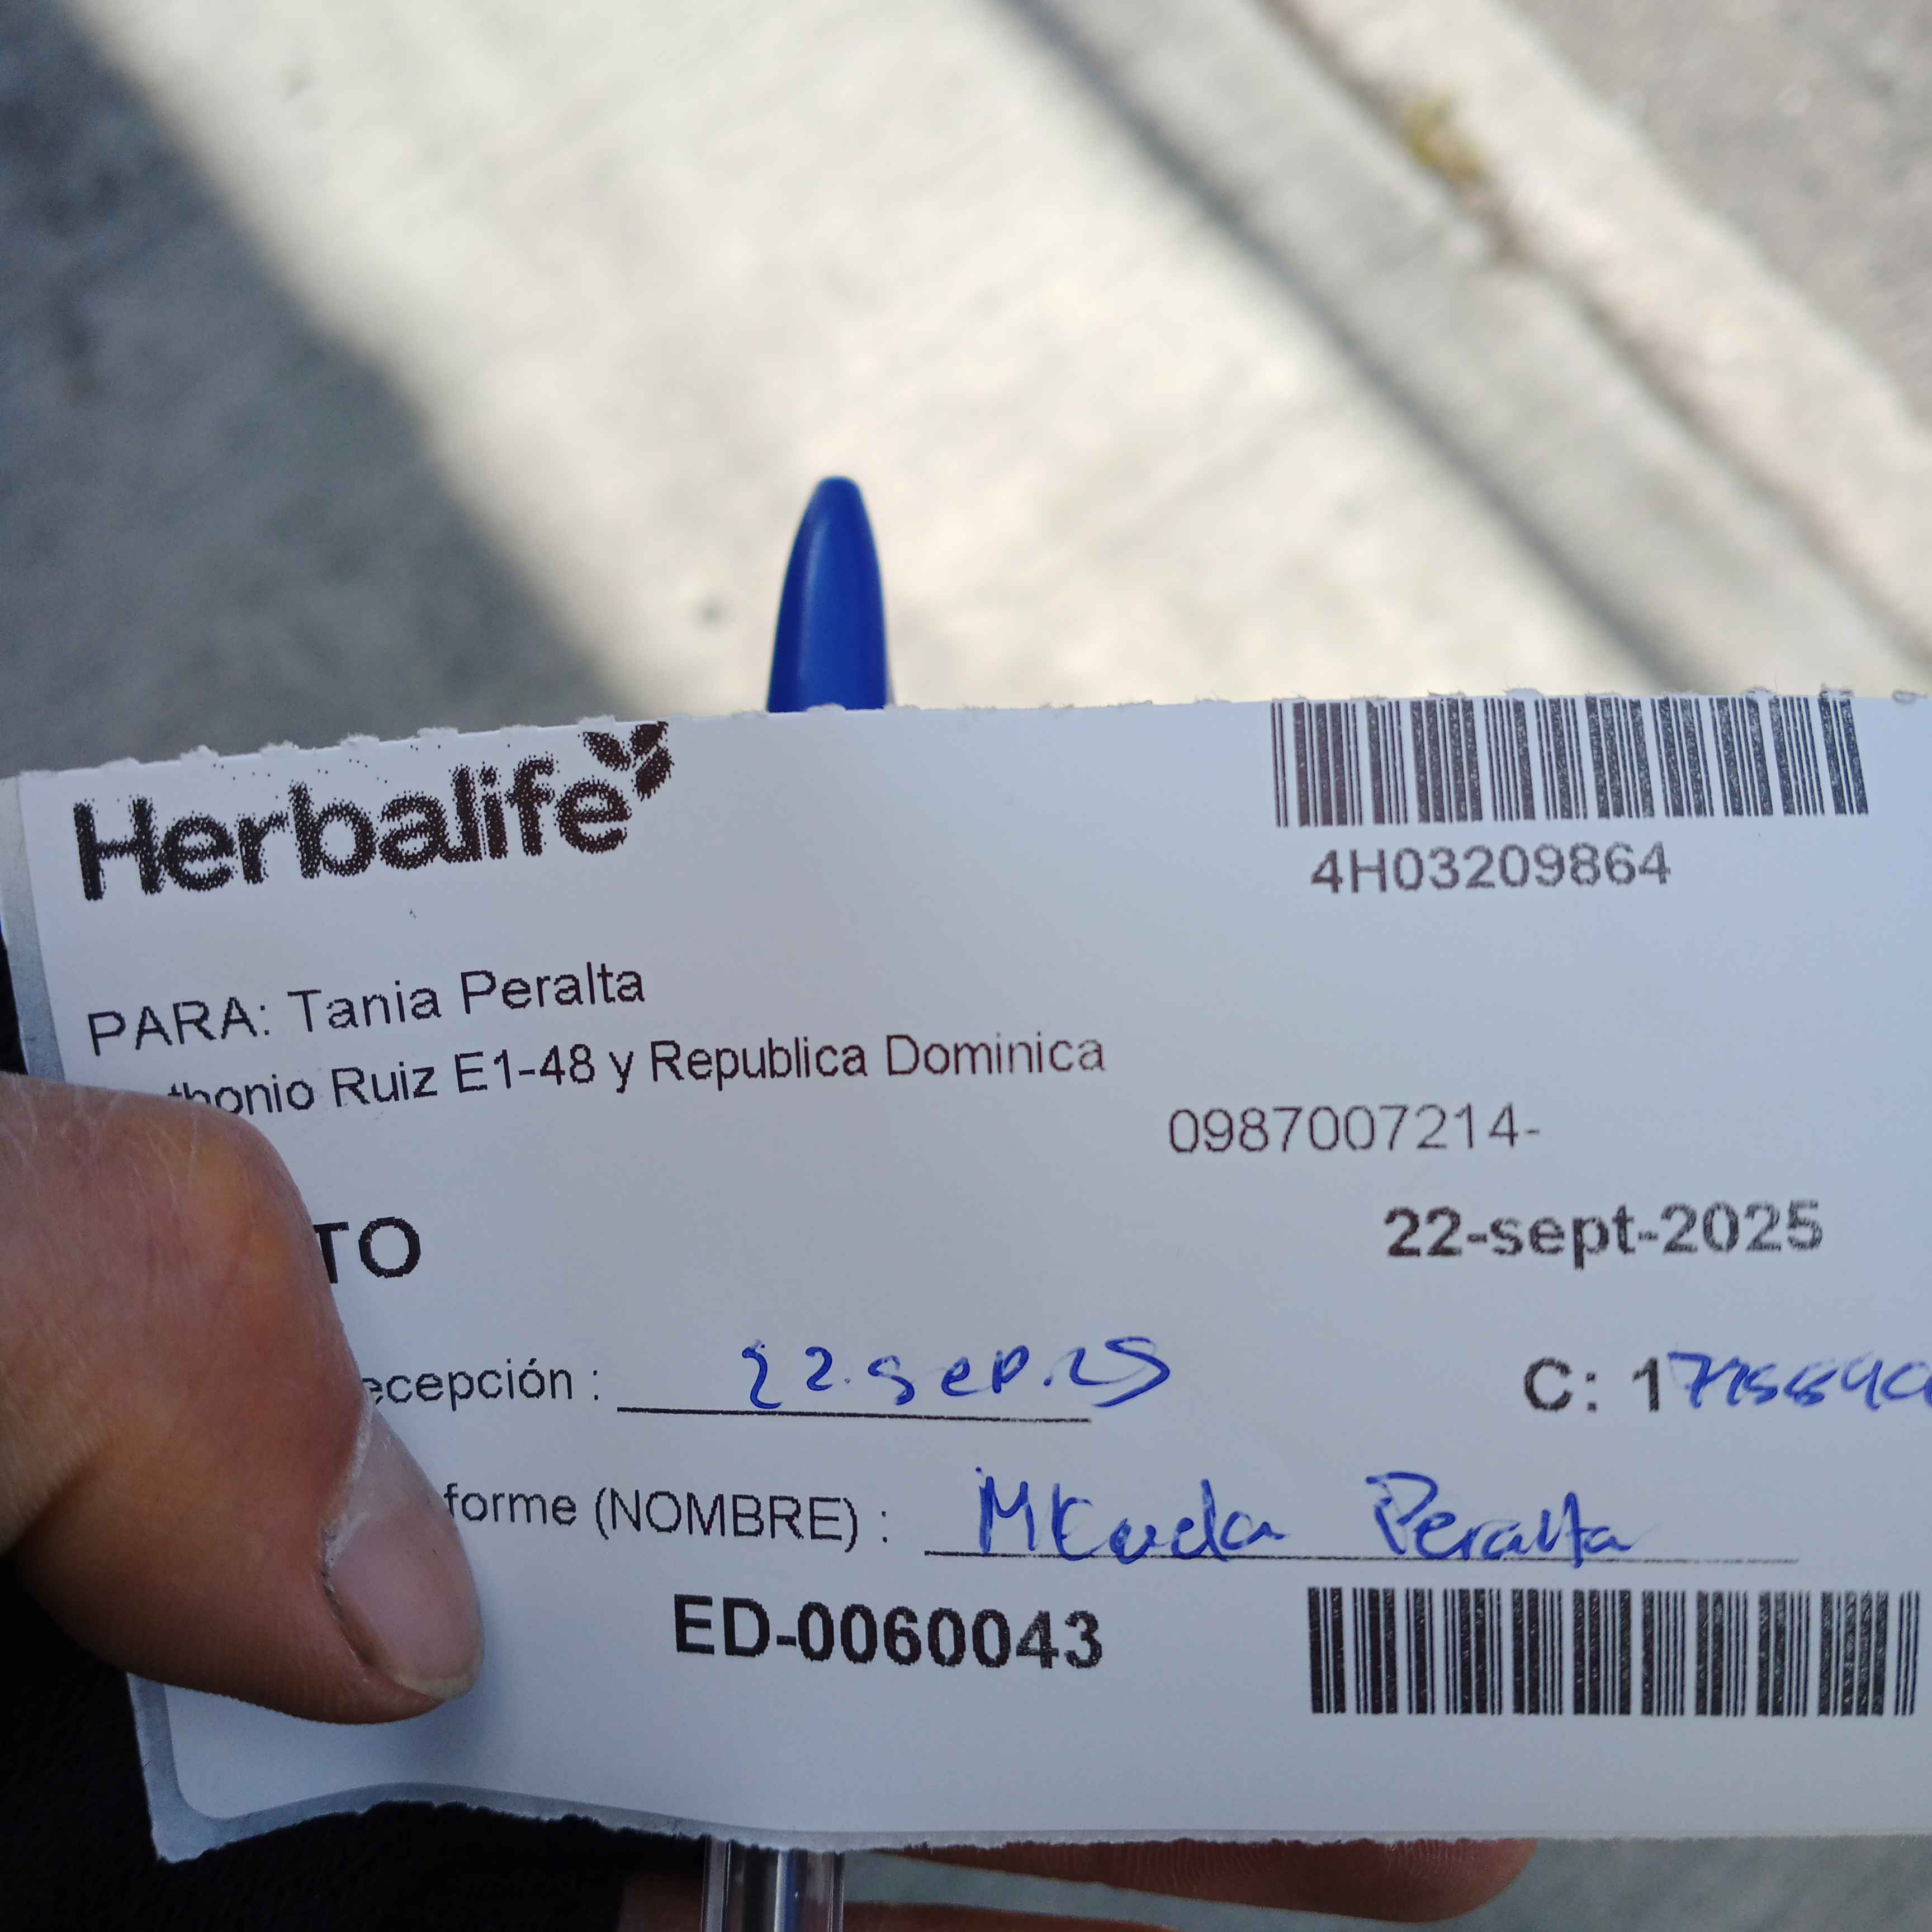 Herbalife
4H03209864
PARA: Tania Peralta
thonio Ruiz E1-48 y Republica Dominica
0987007214-
TO
22-sept-2025
ecepción : 22.sep.25
C: 1
forme (NOMBRE) : Peralta
ED-0060043